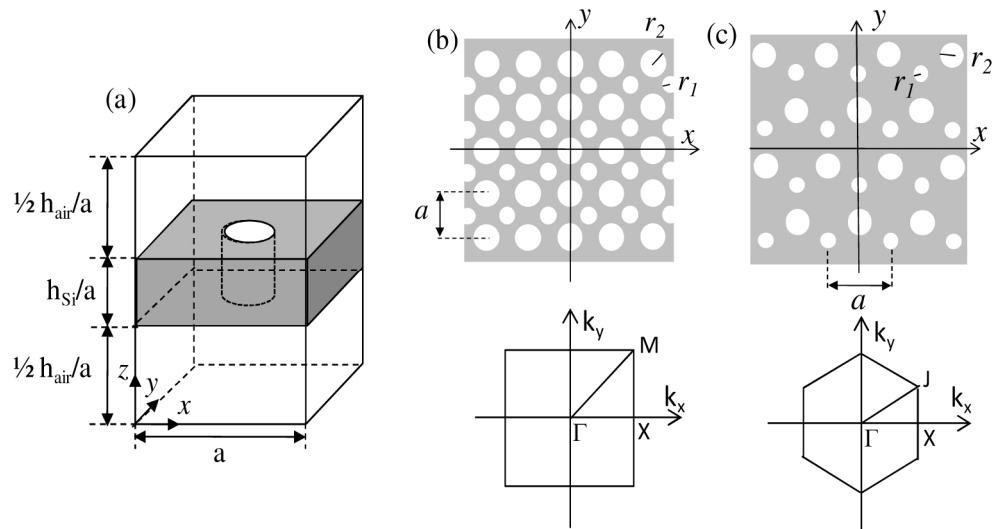 (a)
½ h_air/a
h_Si/a
½ h_air/a
z
y
x
a
(b)
y
r_2
r_1
x
a
k_y
M
k_x
Γ
X
(c)
y
r_2
r_1
x
a
k_y
J
k_x
Γ
X